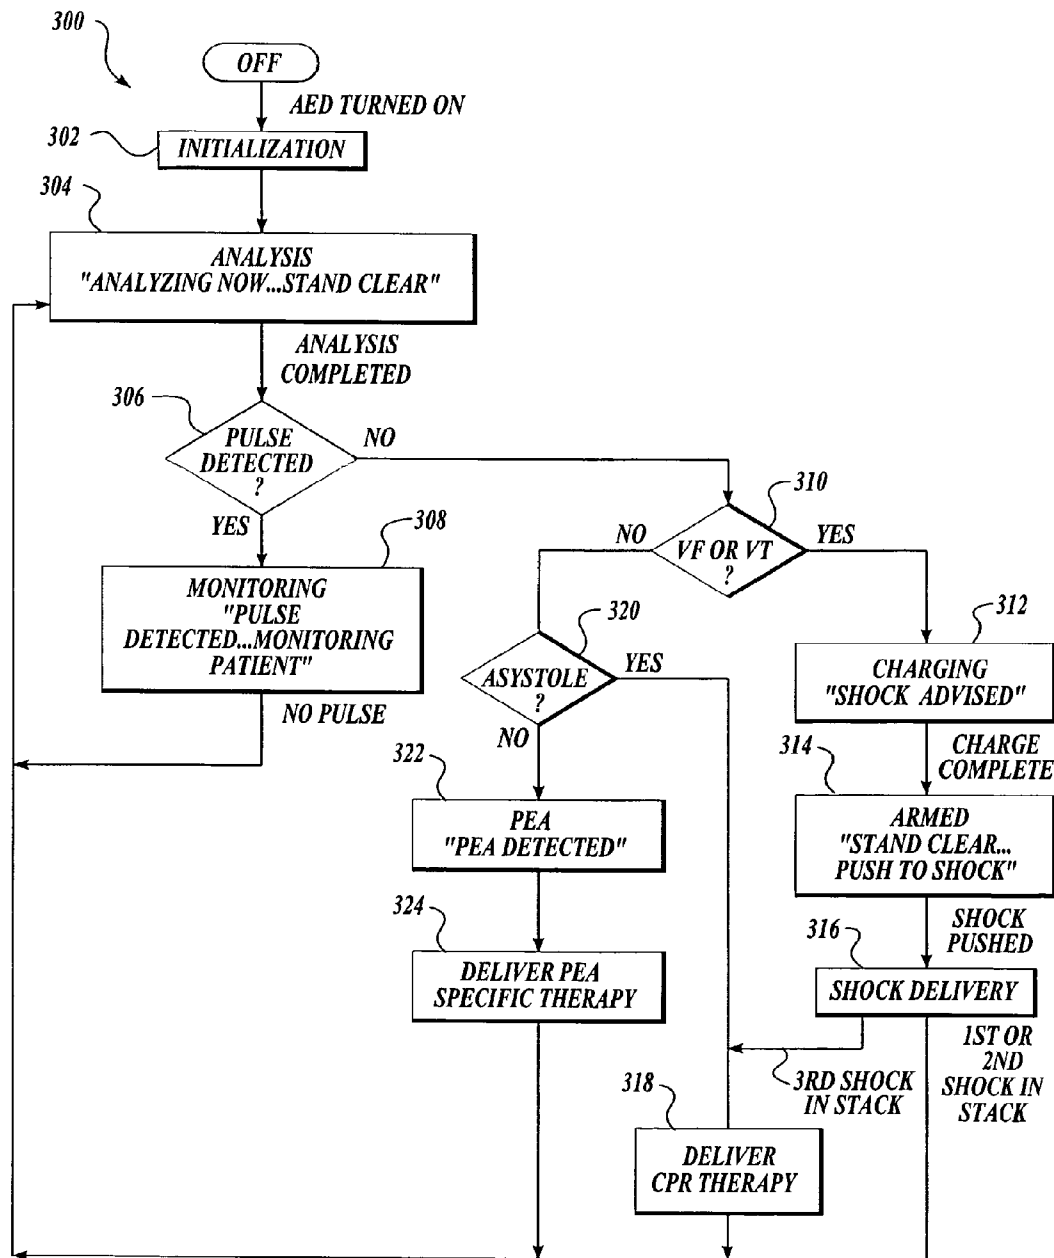 300
OFF
AED TURNED ON
302
INITIALIZATION
304
ANALYSIS
"ANALYZING NOW...STAND CLEAR"
ANALYSIS
COMPLETED
306
PULSE
DETECTED
?
NO
YES
308
MONITORING
"PULSE
DETECTED...MONITORING
PATIENT"
NO PULSE
310
VF OR VT
?
NO
YES
320
ASYSTOLE
?
YES
NO
312
CHARGING
"SHOCK ADVISED"
CHARGE
COMPLETE
314
ARMED
"STAND CLEAR...
PUSH TO SHOCK"
SHOCK
PUSHED
322
PEA
"PEA DETECTED"
324
DELIVER PEA
SPECIFIC THERAPY
316
SHOCK DELIVERY
1ST OR
2ND
SHOCK IN
STACK
3RD SHOCK
IN STACK
318
DELIVER
CPR THERAPY